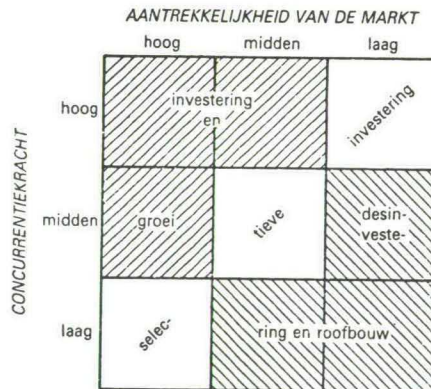 AANTREKKELIJKHEID VAN DE MARKT
hoog midden laag
CONCURRENTIEKRACHT
hoog
investering
en
investering
midden
groei
tieve
desin-
veste-
laag
selec-
ring en roofbouw